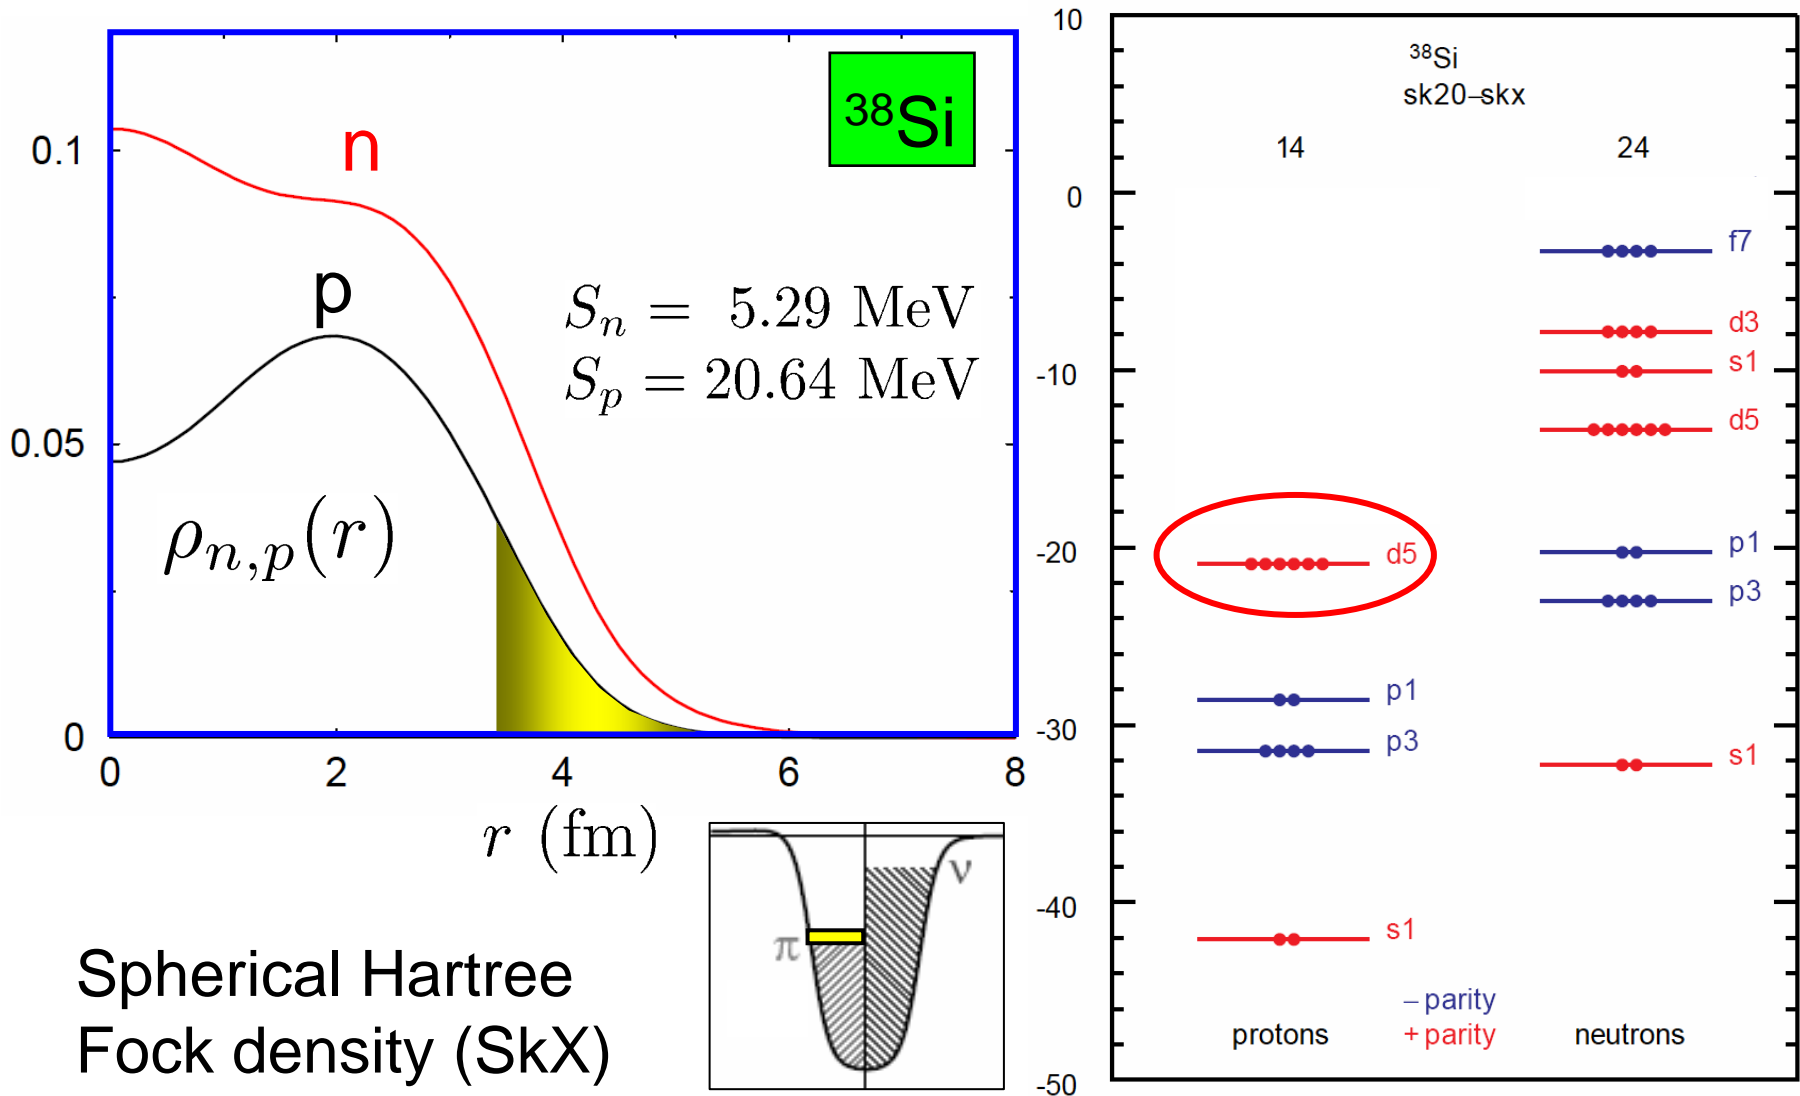 ³⁸Si
n
p
Sₙ = 5.29 MeV
Sₚ = 20.64 MeV
ρₙ,ₚ(r)
0.1
0.05
0
0 2 4 6 8
r (fm)
π
ν
Spherical Hartree
Fock density (SkX)
10
0
-10
-20
-30
-40
-50
³⁸Si
sk20–skx
14 24
d5
p1
p3
s1
f7
d3
s1
d5
p1
p3
s1
– parity
+ parity
protons
neutrons